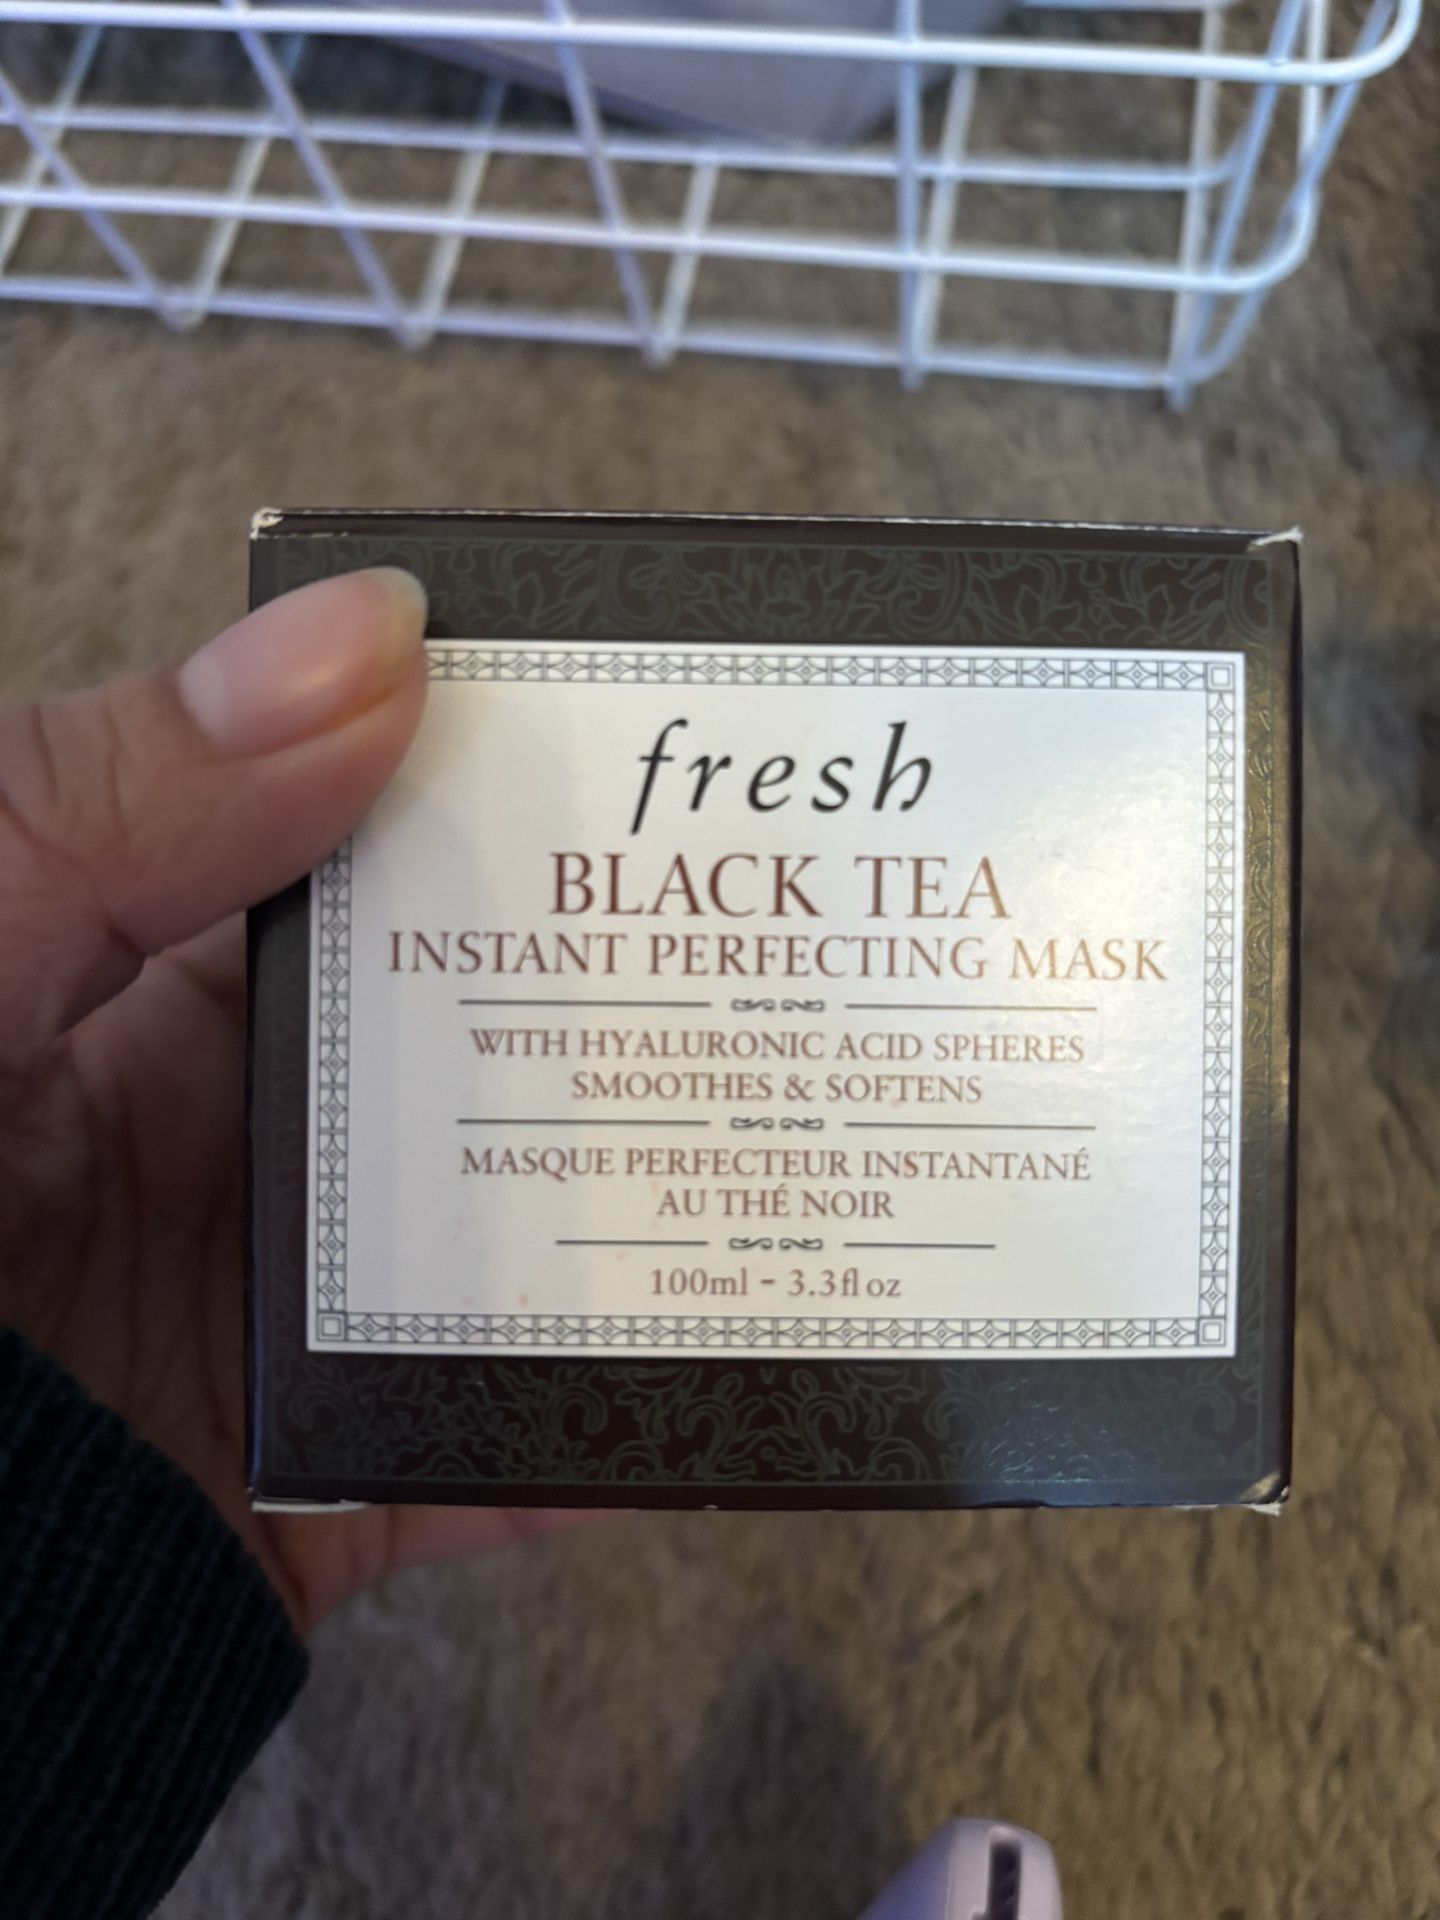 fresh
BLACK TEA
INSTANT PERFECTING MASK
WITH HYALURONIC ACID SPHERES
SMOOTHES & SOFTENS
MASQUE PERFECTEUR INSTANTANÉ
AU THÉ NOIR
100ml - 3.3fl oz